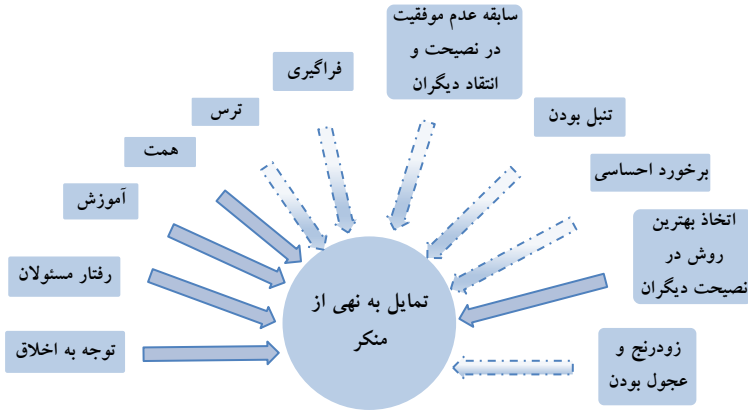 سابقه عدم موفقیت
در نصیحت و
انتقاد دیگران
فراگیری
تنبل بودن
ترس
همت
برخورد احساسی
آموزش
اتخاذ بهترین
روش در
نصیحت دیگران
رفتار مسئولان
تمایل به نهی از
منکر
توجه به اخلاق
زودرنج و
عجول بودن